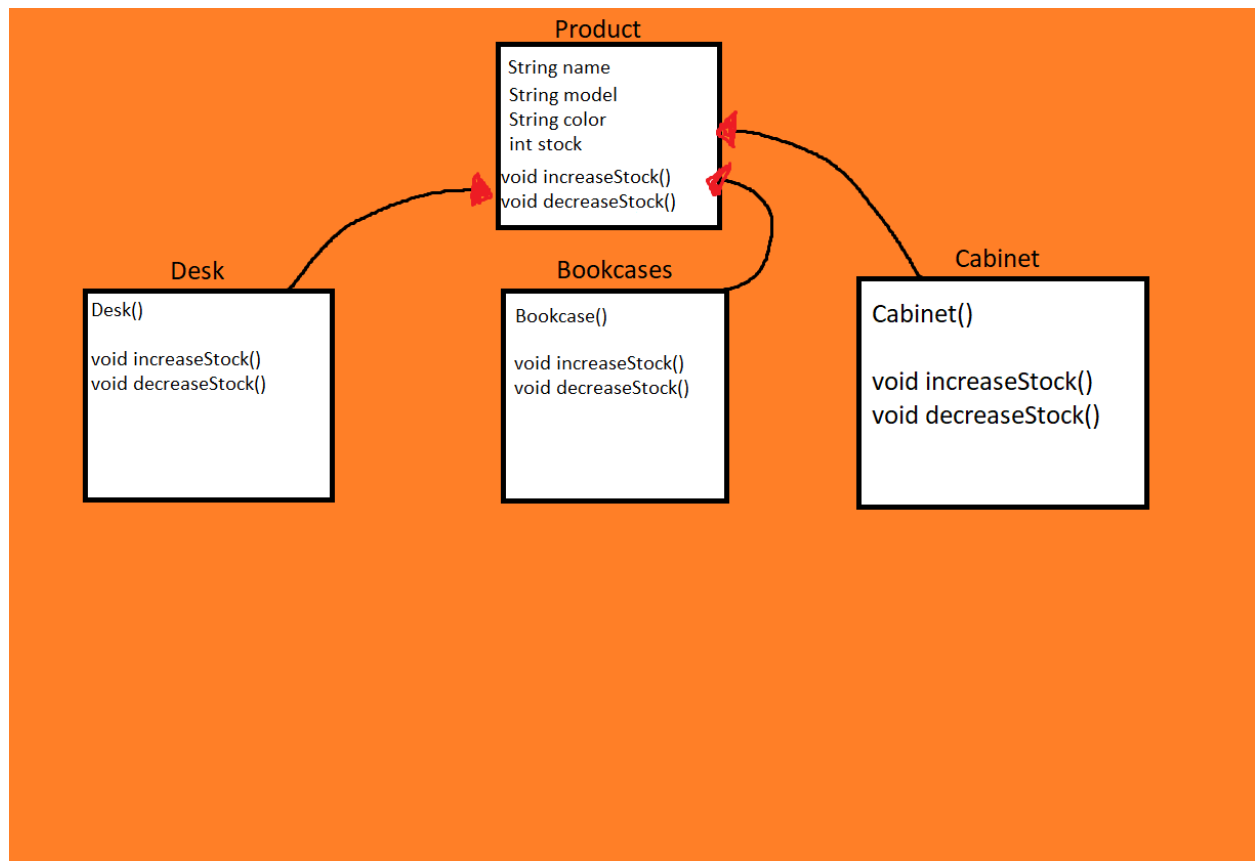 Product
String name
String model
String color
int stock
void increaseStock()
void decreaseStock()
Desk
Desk()
void increaseStock()
void decreaseStock()
Bookcases
Bookcase()
void increaseStock()
void decreaseStock()
Cabinet
Cabinet()
void increaseStock()
void decreaseStock()